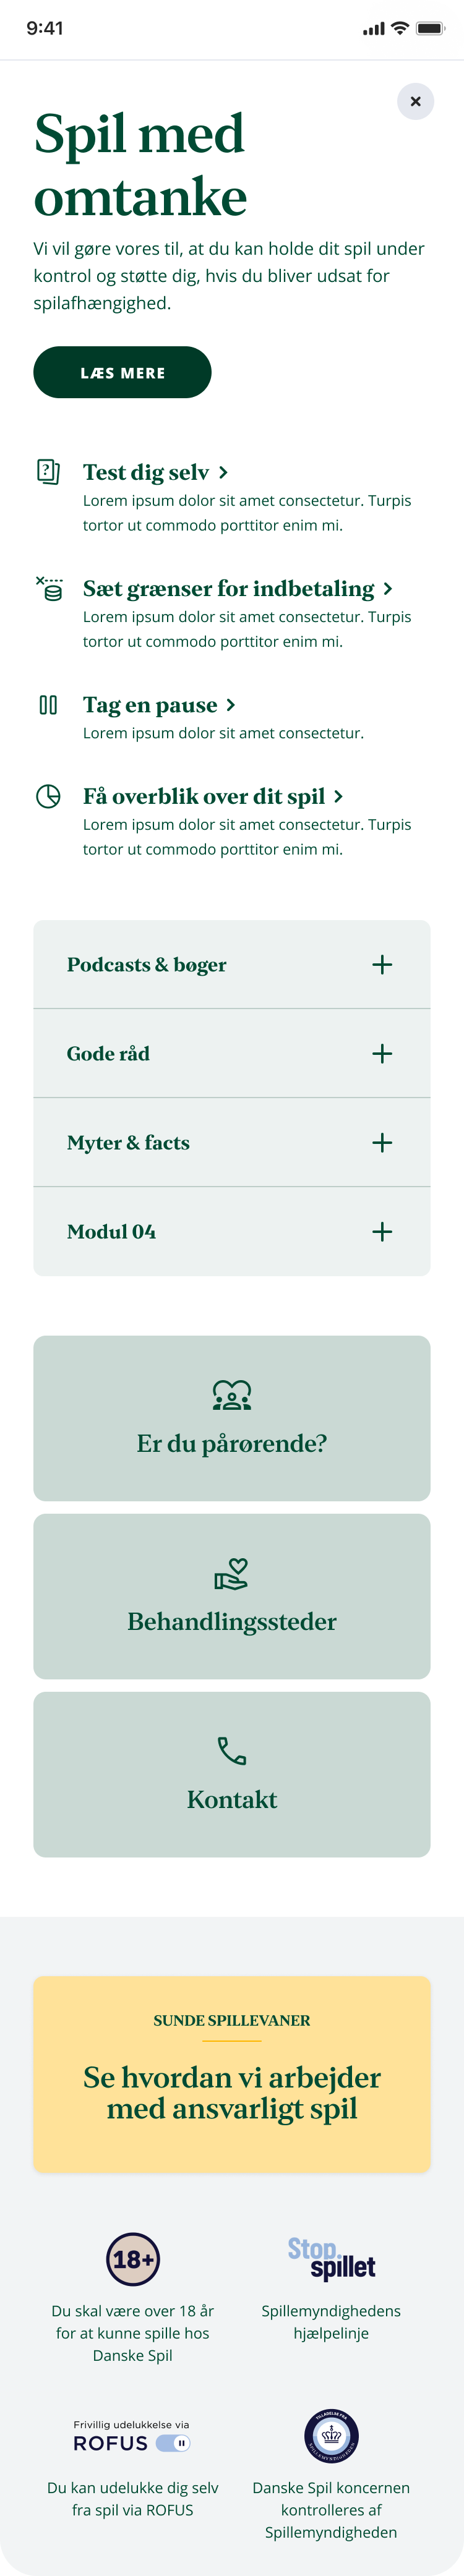 9:41
Spil med
omtanke
Vi vil gøre vores til, at du kan holde dit spil under
kontrol og støtte dig, hvis du bliver udsat for
spilafhængighed.
LÆS MERE
?
Test dig selv
Lorem ipsum dolor sit amet consectetur. Turpis
tortor ut commodo porttitor enim mi.
Sæt grænser for indbetaling
Lorem ipsum dolor sit amet consectetur. Turpis
tortor ut commodo porttitor enim mi.
Tag en pause
Lorem ipsum dolor sit amet consectetur.
Få overblik over dit spil
Lorem ipsum dolor sit amet consectetur. Turpis
tortor ut commodo porttitor enim mi.
Podcasts & bøger
Gode råd
Myter & facts
Modul 04
Er du pårørende?
Behandlingssteder
Kontakt
SUNDE SPILLEVANER
Se hvordan vi arbejder
med ansvarligt spil
18+
Du skal være over 18 år
for at kunne spille hos
Danske Spil
Stop.
spillet
Spillemyndighedens
hjælpelinje
Frivillig udelukkelse via
ROFUS
Du kan udelukke dig selv
fra spil via ROFUS
TILLADELSE FRA
SPILLEMYNDIGHEDEN
Danske Spil koncernen
kontrolleres af
Spillemyndigheden